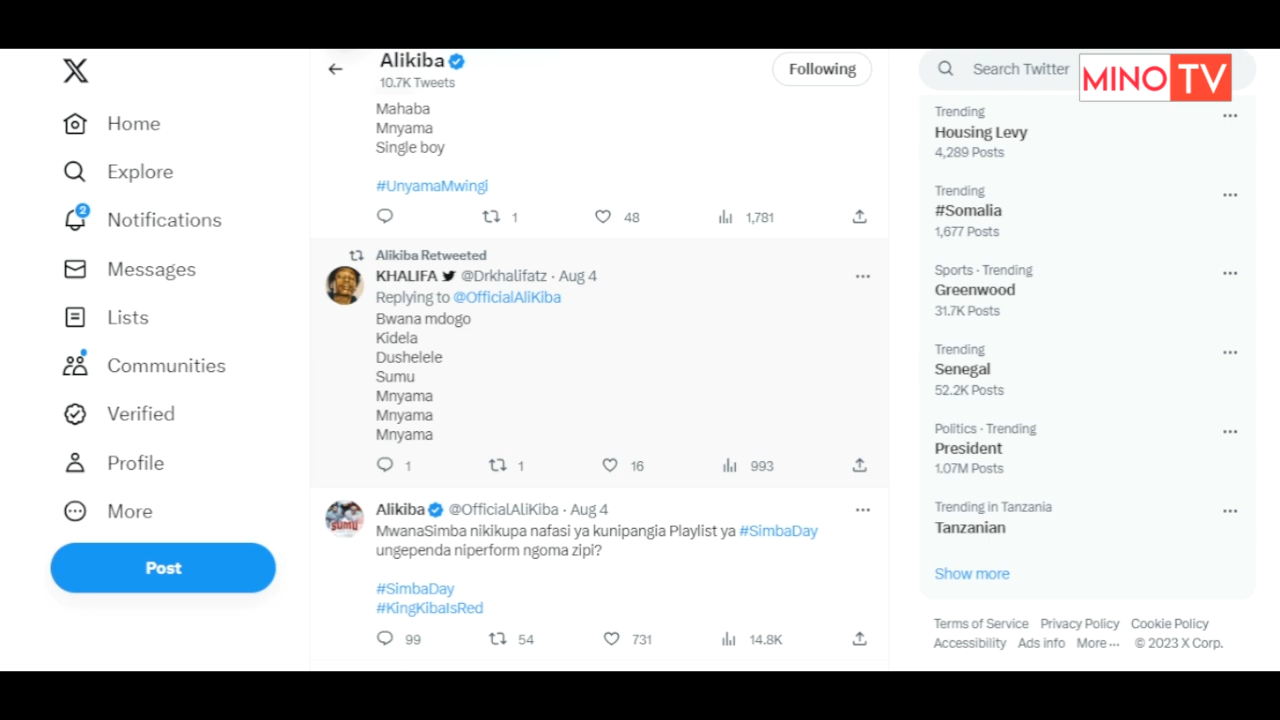 Home
Explore
2
Notifications
Messages
Lists
Communities
Verified
Profile
More
Post
Alikiba
10.7K Tweets
Following
Mahaba
Mnyama
Single boy
#UnyamaMwingi
1 48 1,781
Alikiba Retweeted
KHALIFA @Drkhalifatz · Aug 4
Replying to @OfficialAliKiba
Bwana mdogo
Kidela
Dushelele
Sumu
Mnyama
Mnyama
Mnyama
1 1 16 993
SUMU
Alikiba @OfficialAliKiba · Aug 4
MwanaSimba nikikupa nafasi ya kunipangia Playlist ya #SimbaDay
ungependa niperform ngoma zipi?
#SimbaDay
#KingKibaIsRed
99 54 731 14.8K
Search Twitter
MINO TV
Trending
Housing Levy
4,289 Posts
Trending
#Somalia
1,677 Posts
Sports · Trending
Greenwood
31.7K Posts
Trending
Senegal
52.2K Posts
Politics · Trending
President
1.07M Posts
Trending in Tanzania
Tanzanian
Show more
Terms of Service Privacy Policy Cookie Policy
Accessibility Ads info More ··· © 2023 X Corp.